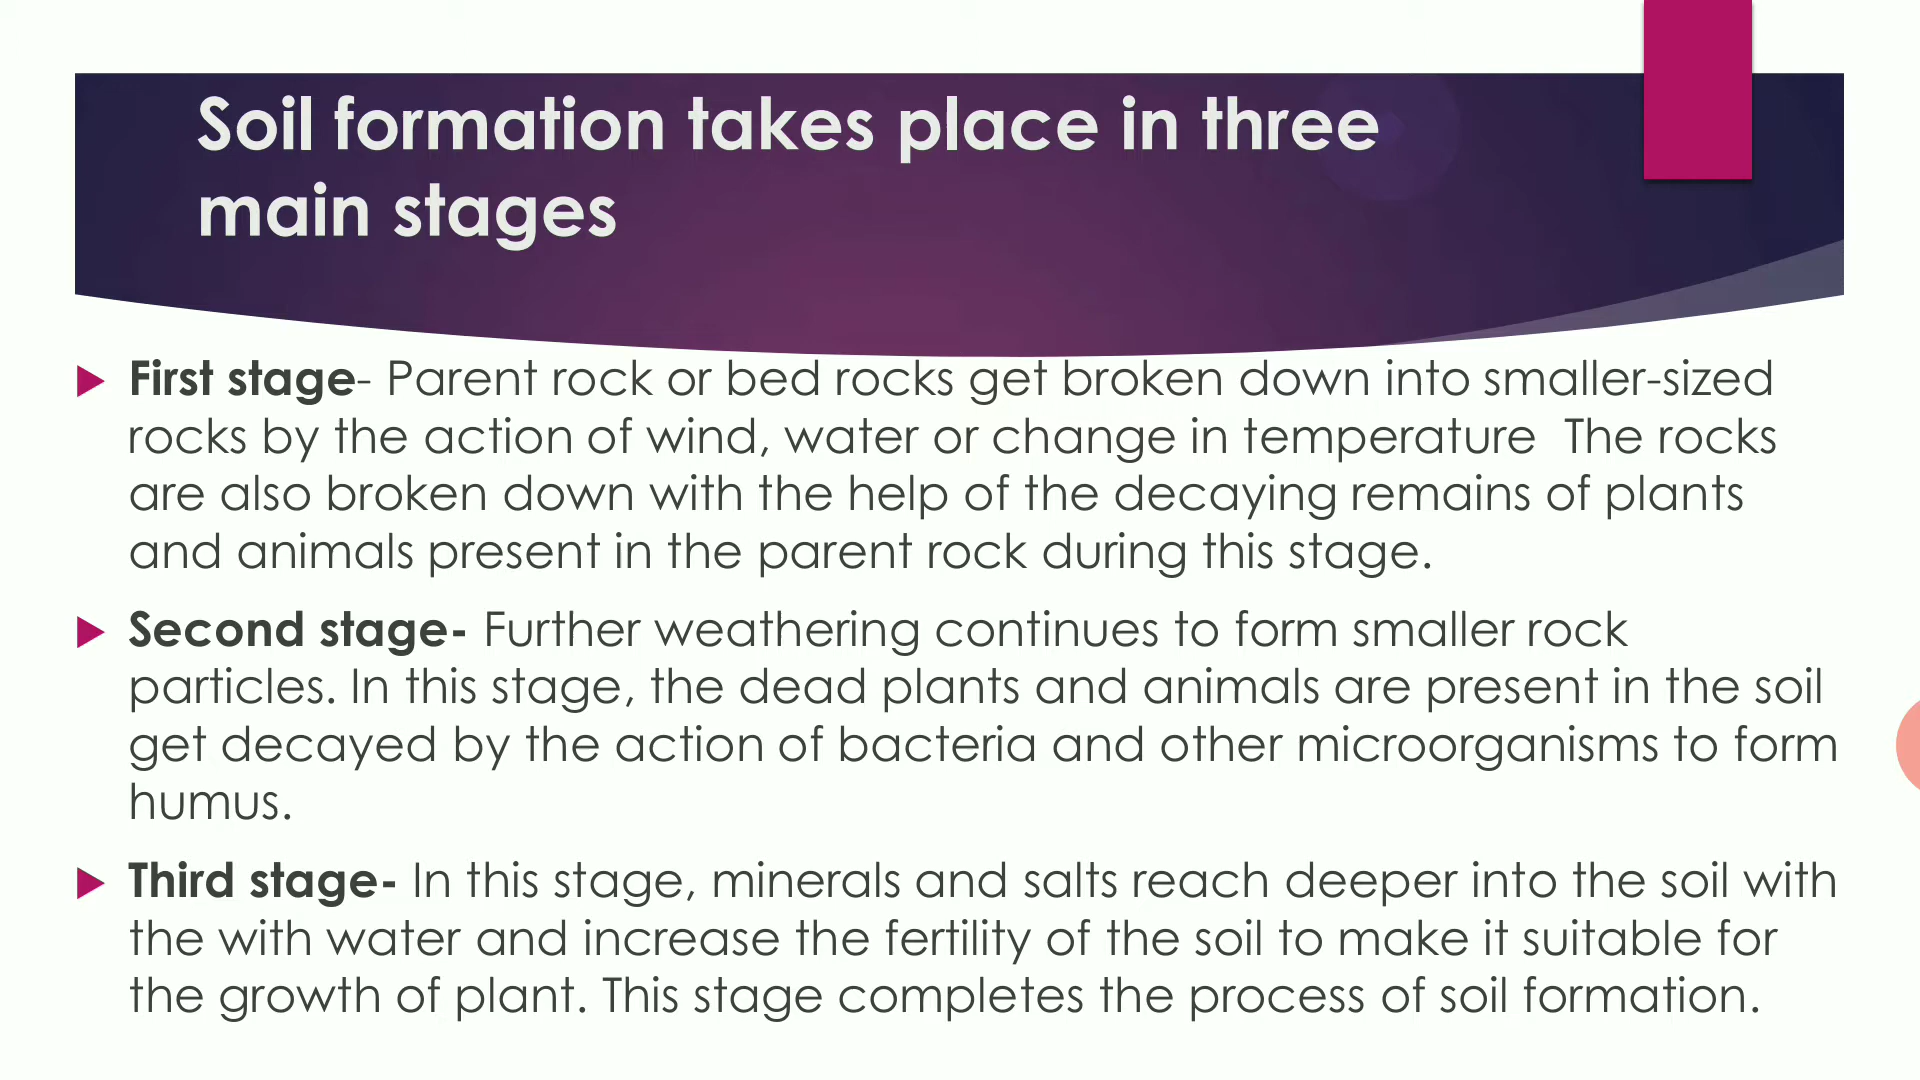 Soil formation takes place in three
main stages
First stage- Parent rock or bed rocks get broken down into smaller-sized
rocks by the action of wind, water or change in temperature  The rocks
are also broken down with the help of the decaying remains of plants
and animals present in the parent rock during this stage.
Second stage- Further weathering continues to form smaller rock
particles. In this stage, the dead plants and animals are present in the soil
get decayed by the action of bacteria and other microorganisms to form
humus.
Third stage- In this stage, minerals and salts reach deeper into the soil with
the with water and increase the fertility of the soil to make it suitable for
the growth of plant. This stage completes the process of soil formation.